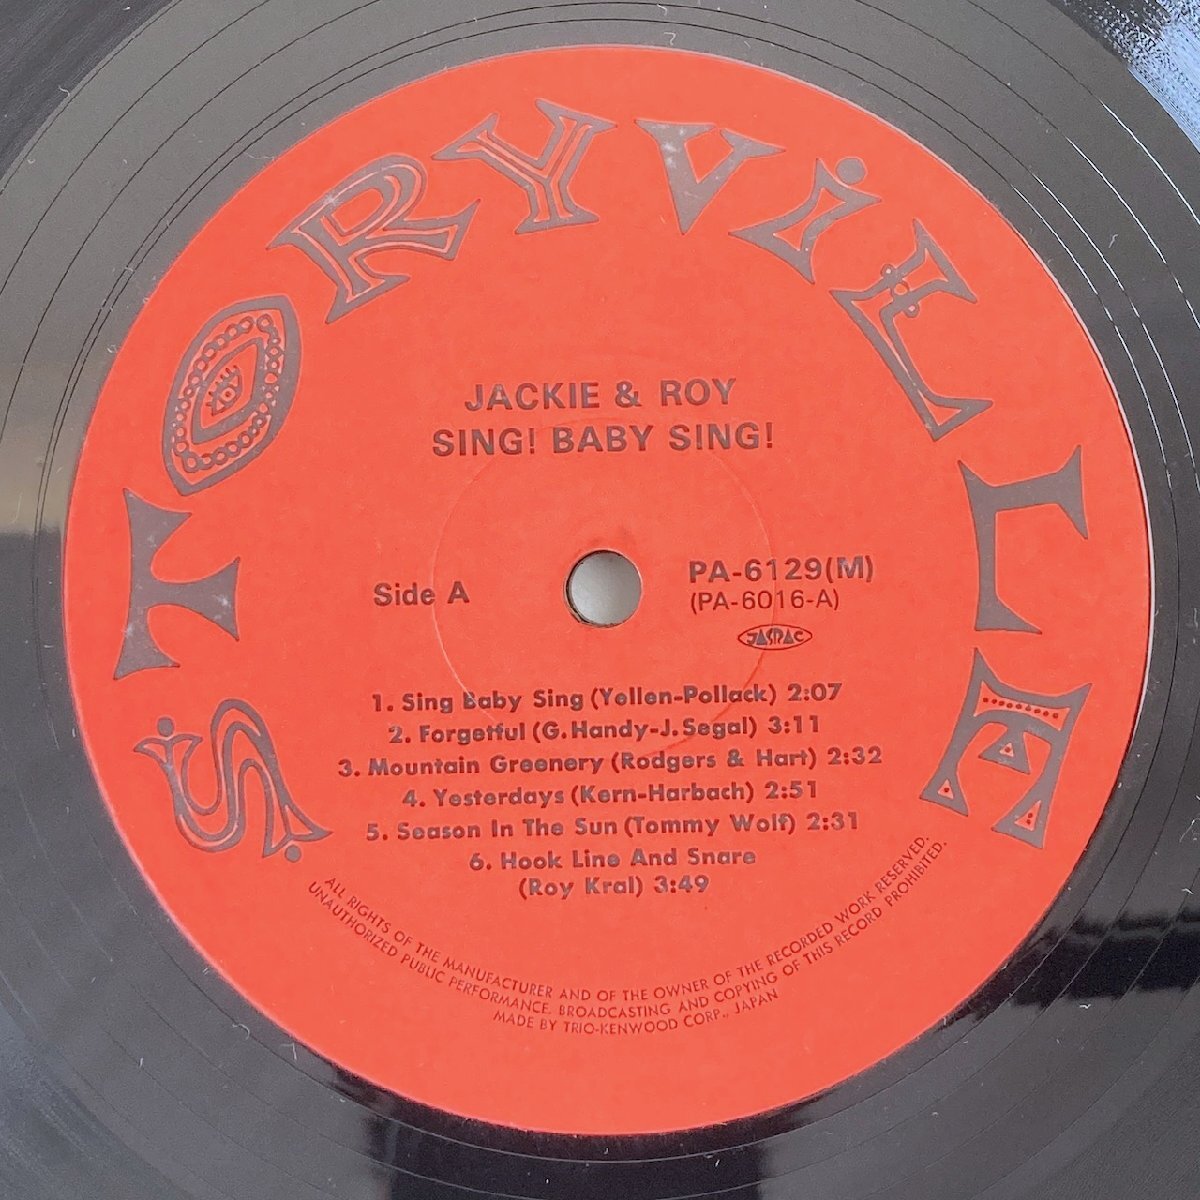 STORYViLLE
JACKIE & ROY
SING! BABY SING!
Side A
PA-6129(M)
(PA-6016-A)
JASRAC
1. Sing Baby Sing (Yellen-Pollack) 2:07
2. Forgetful (G. Handy-J. Segal) 3:11
3. Mountain Greenery (Rodgers & Hart) 2:32
4. Yesterdays (Kern-Harbach) 2:51
5. Season In The Sun (Tommy Wolf) 2:31
6. Hook Line And Snare
(Roy Kral) 3:49
ALL RIGHTS OF THE MANUFACTURER AND OF THE OWNER OF THE RECORDED WORK RESERVED.
UNAUTHORIZED PUBLIC PERFORMANCE. BROADCASTING AND COPYING OF THIS RECORD PROHIBITED.
MADE BY TRIO-KENWOOD CORP., JAPAN